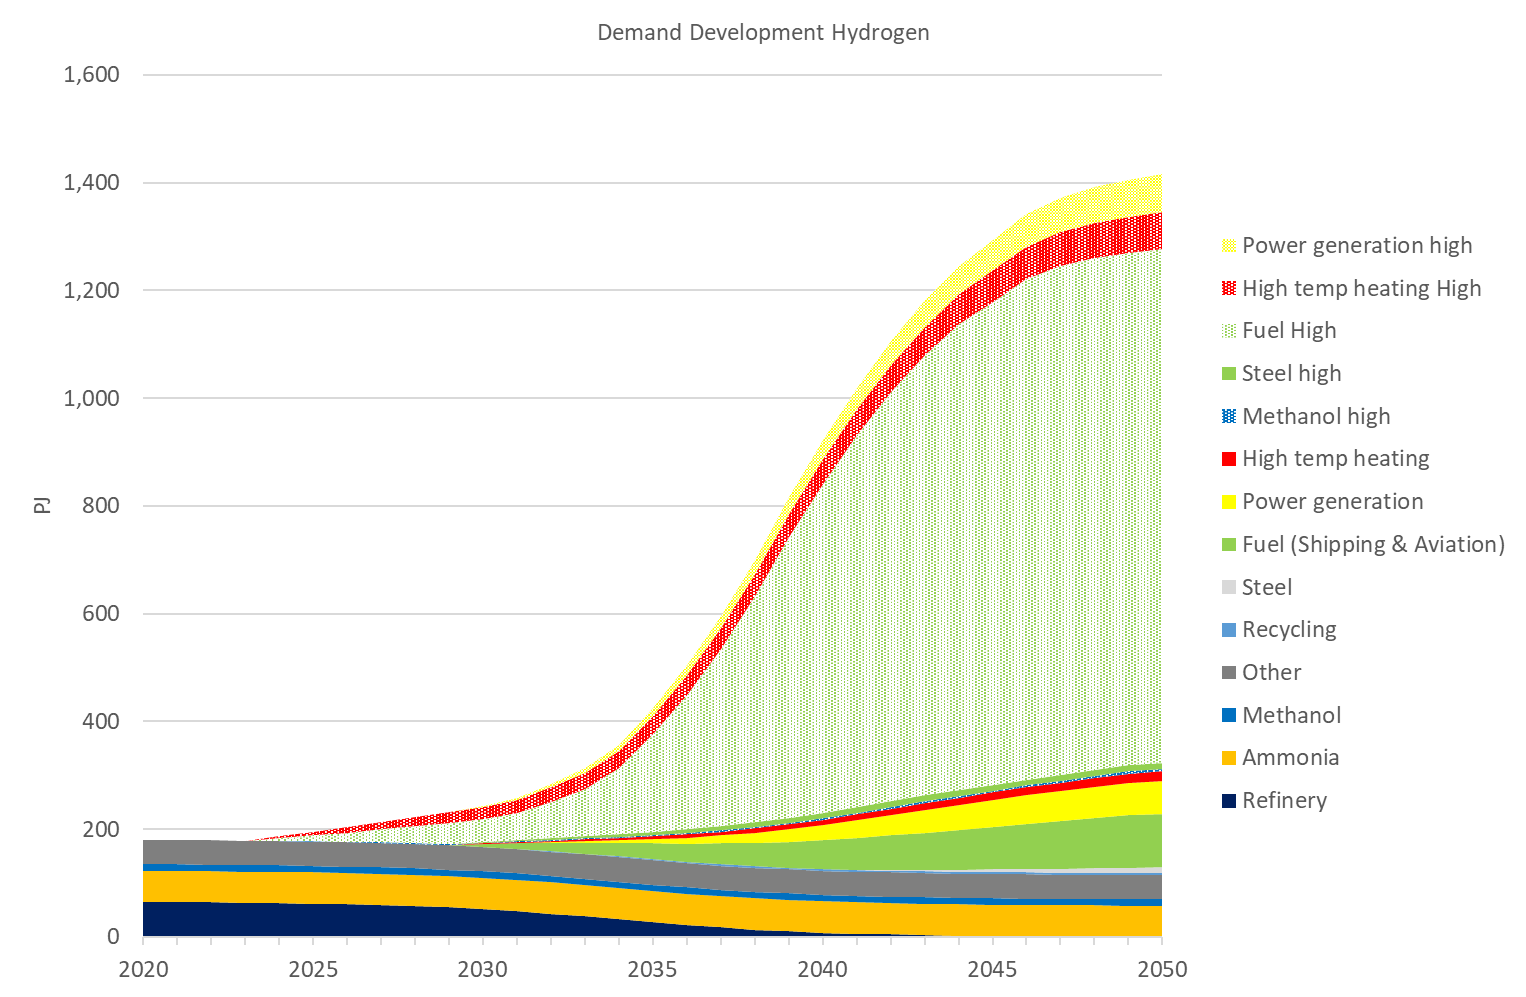 Demand Development Hydrogen
1,600
1,400
1,200
1,000
800
600
400
200
0
PJ
2020 2025 2030 2035 2040 2045 2050
Power generation high
High temp heating High
Fuel High
Steel high
Methanol high
High temp heating
Power generation
Fuel (Shipping & Aviation)
Steel
Recycling
Other
Methanol
Ammonia
Refinery